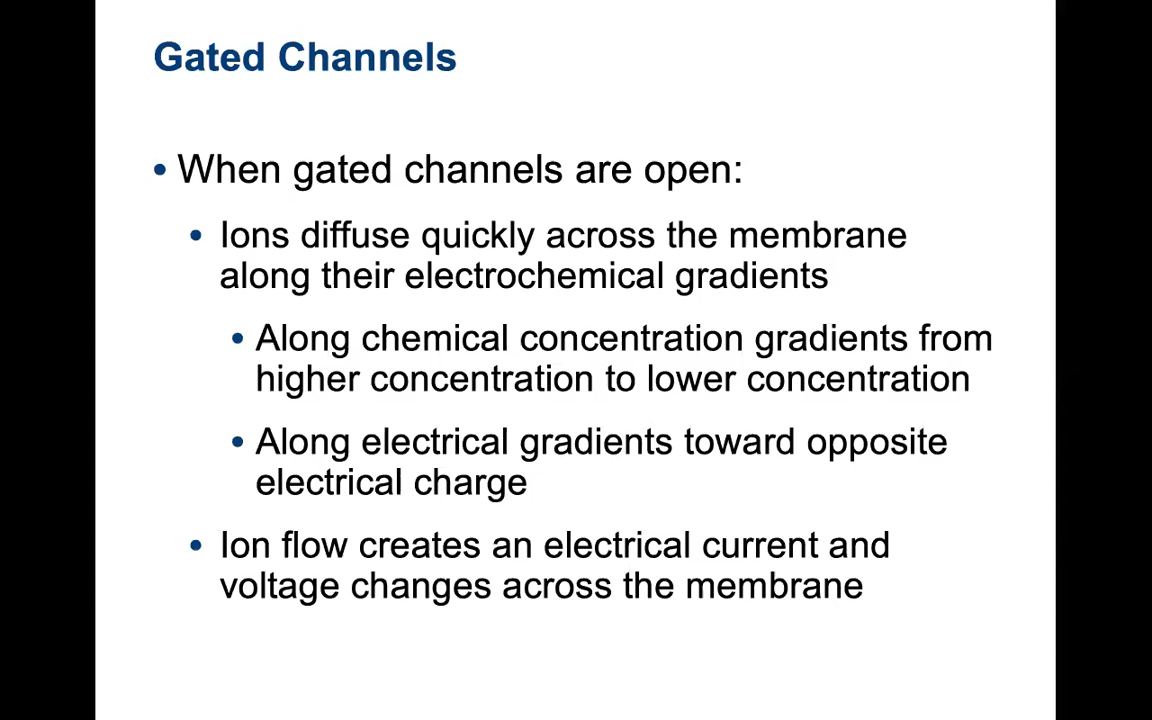 Gated Channels
• When gated channels are open:
• Ions diffuse quickly across the membrane
along their electrochemical gradients
• Along chemical concentration gradients from
higher concentration to lower concentration
• Along electrical gradients toward opposite
electrical charge
• Ion flow creates an electrical current and
voltage changes across the membrane